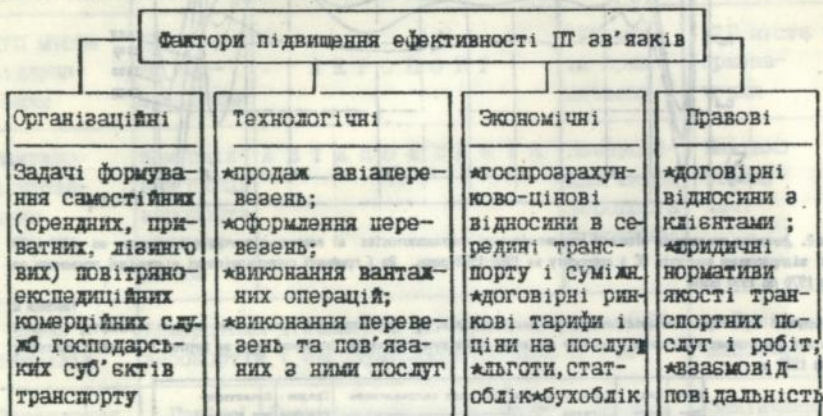 Фактори підвищення ефективності ПТ зв'язків
Організаційні
Задачі формува-
ння самостійних
(орендних, при-
ватних, лізинго
вих) повітряно-
експедиційних
комерційних слу-
жб господарсь-
ких суб'єктів
транспорту
Технологічні
*продаж авіапере-
везень;
*оформлення пере-
везень:
*виконання вантаж-
них операцій;
*виконання переве-
зень та пов'яза-
них з ними послуг
Экономічні
*госпрозрахун-
ково-цінові
відносини в се-
редині транс-
порту і суміжн.
*договірні рин-
кові тарифи і
ціни на послуги
*льготи,стат-
облік*бухоблік
Правові
*договірні
відносини з
клієнтами ;
*юридичні
нормативи
якості тран-
спортних по-
слуг і робіт;
*взаємовід-
повідальність